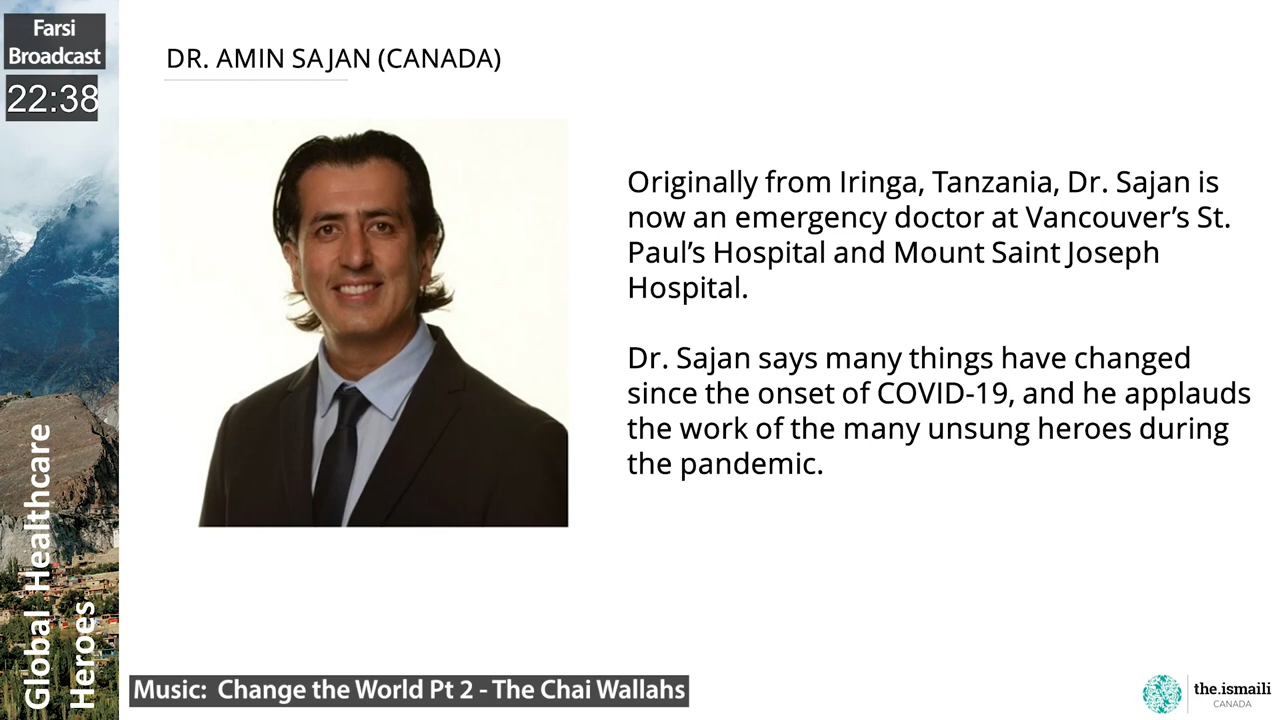 Farsi
Broadcast
22:38
DR. AMIN SAJAN (CANADA)
Originally from Iringa, Tanzania, Dr. Sajan is
now an emergency doctor at Vancouver’s St.
Paul’s Hospital and Mount Saint Joseph
Hospital.
Dr. Sajan says many things have changed
since the onset of COVID-19, and he applauds
the work of the many unsung heroes during
the pandemic.
Global Healthcare
Heroes
Music:  Change the World Pt 2 - The Chai Wallahs
the.ismaili
CANADA